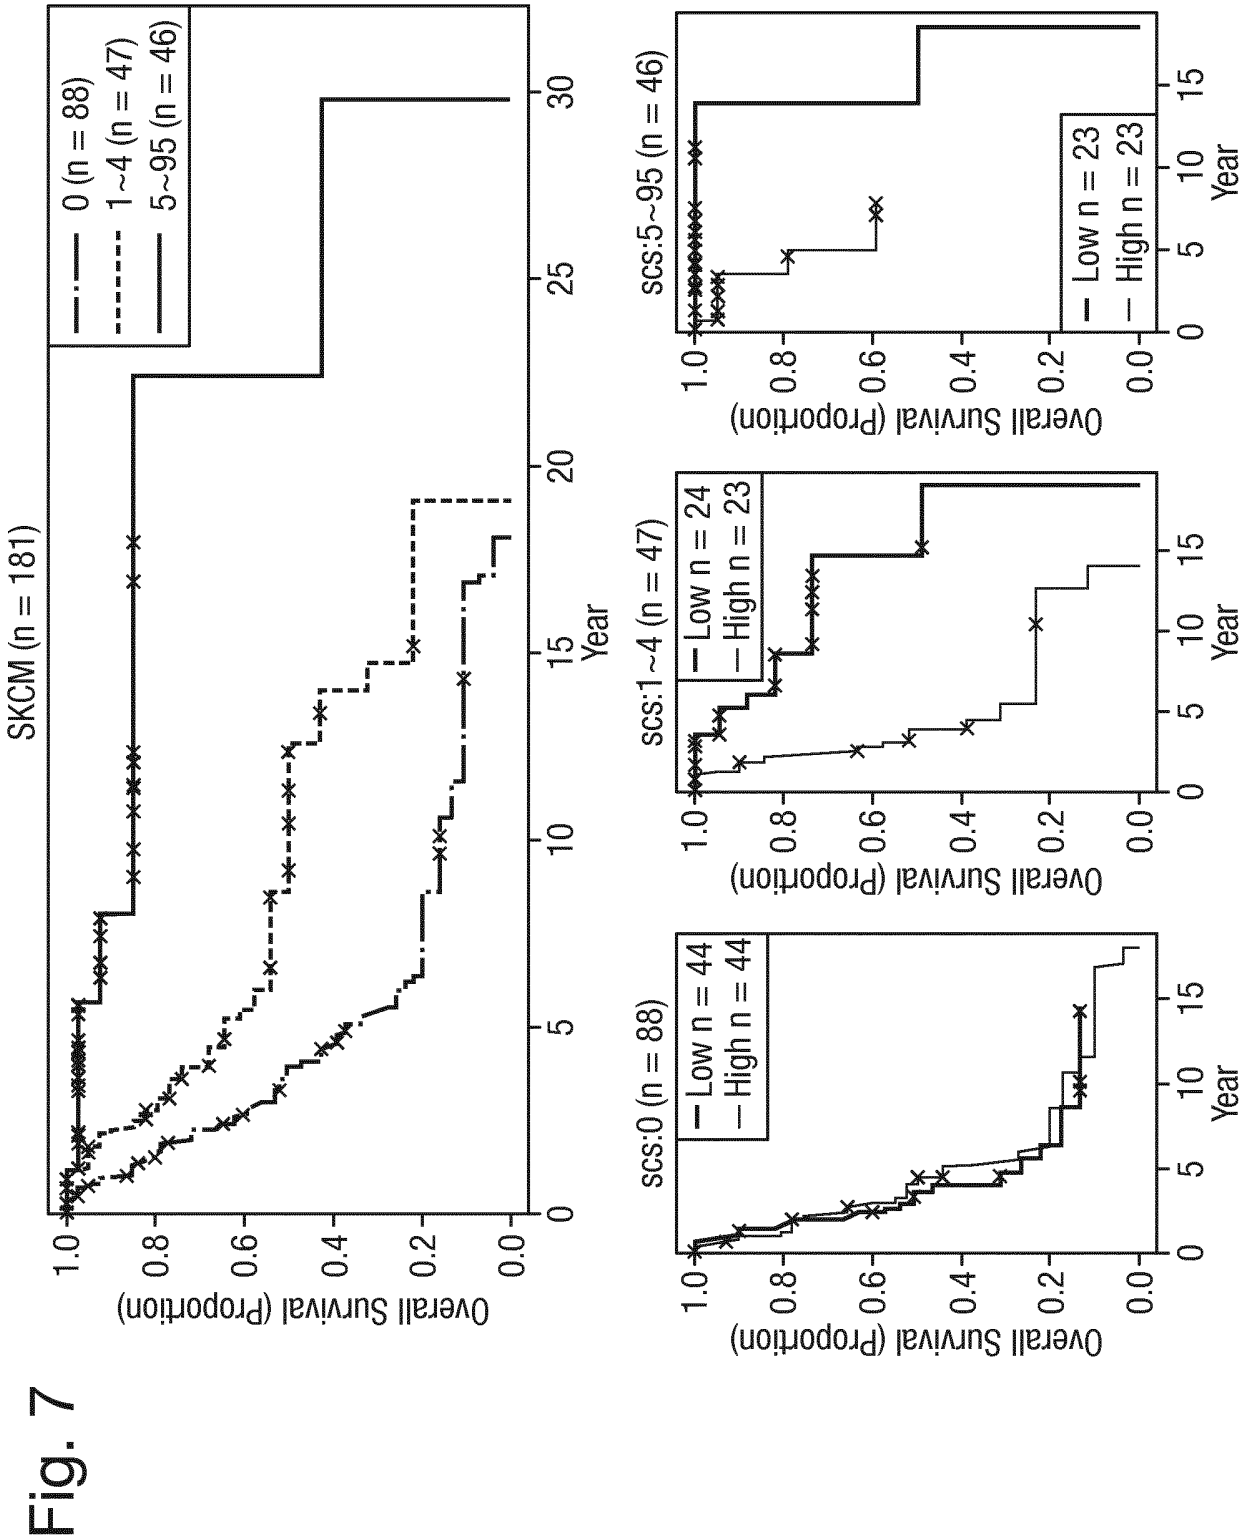 Fig. 7
SKCM (n = 181)
0 (n = 88)
1~4 (n = 47)
5~95 (n = 46)
Overall Survival (Proportion)
1.0
0.8
0.6
0.4
0.2
0.0
0 5 10 15 20 25 30
Year
scs:0 (n = 88)
Low n = 44
High n = 44
Overall Survival (Proportion)
1.0
0.8
0.6
0.4
0.2
0.0
0 5 10 15
Year
scs:1~4 (n = 47)
Low n = 24
High n = 23
Overall Survival (Proportion)
1.0
0.8
0.6
0.4
0.2
0.0
0 5 10 15
Year
scs:5~95 (n = 46)
Low n = 23
High n = 23
Overall Survival (Proportion)
1.0
0.8
0.6
0.4
0.2
0.0
0 5 10 15
Year